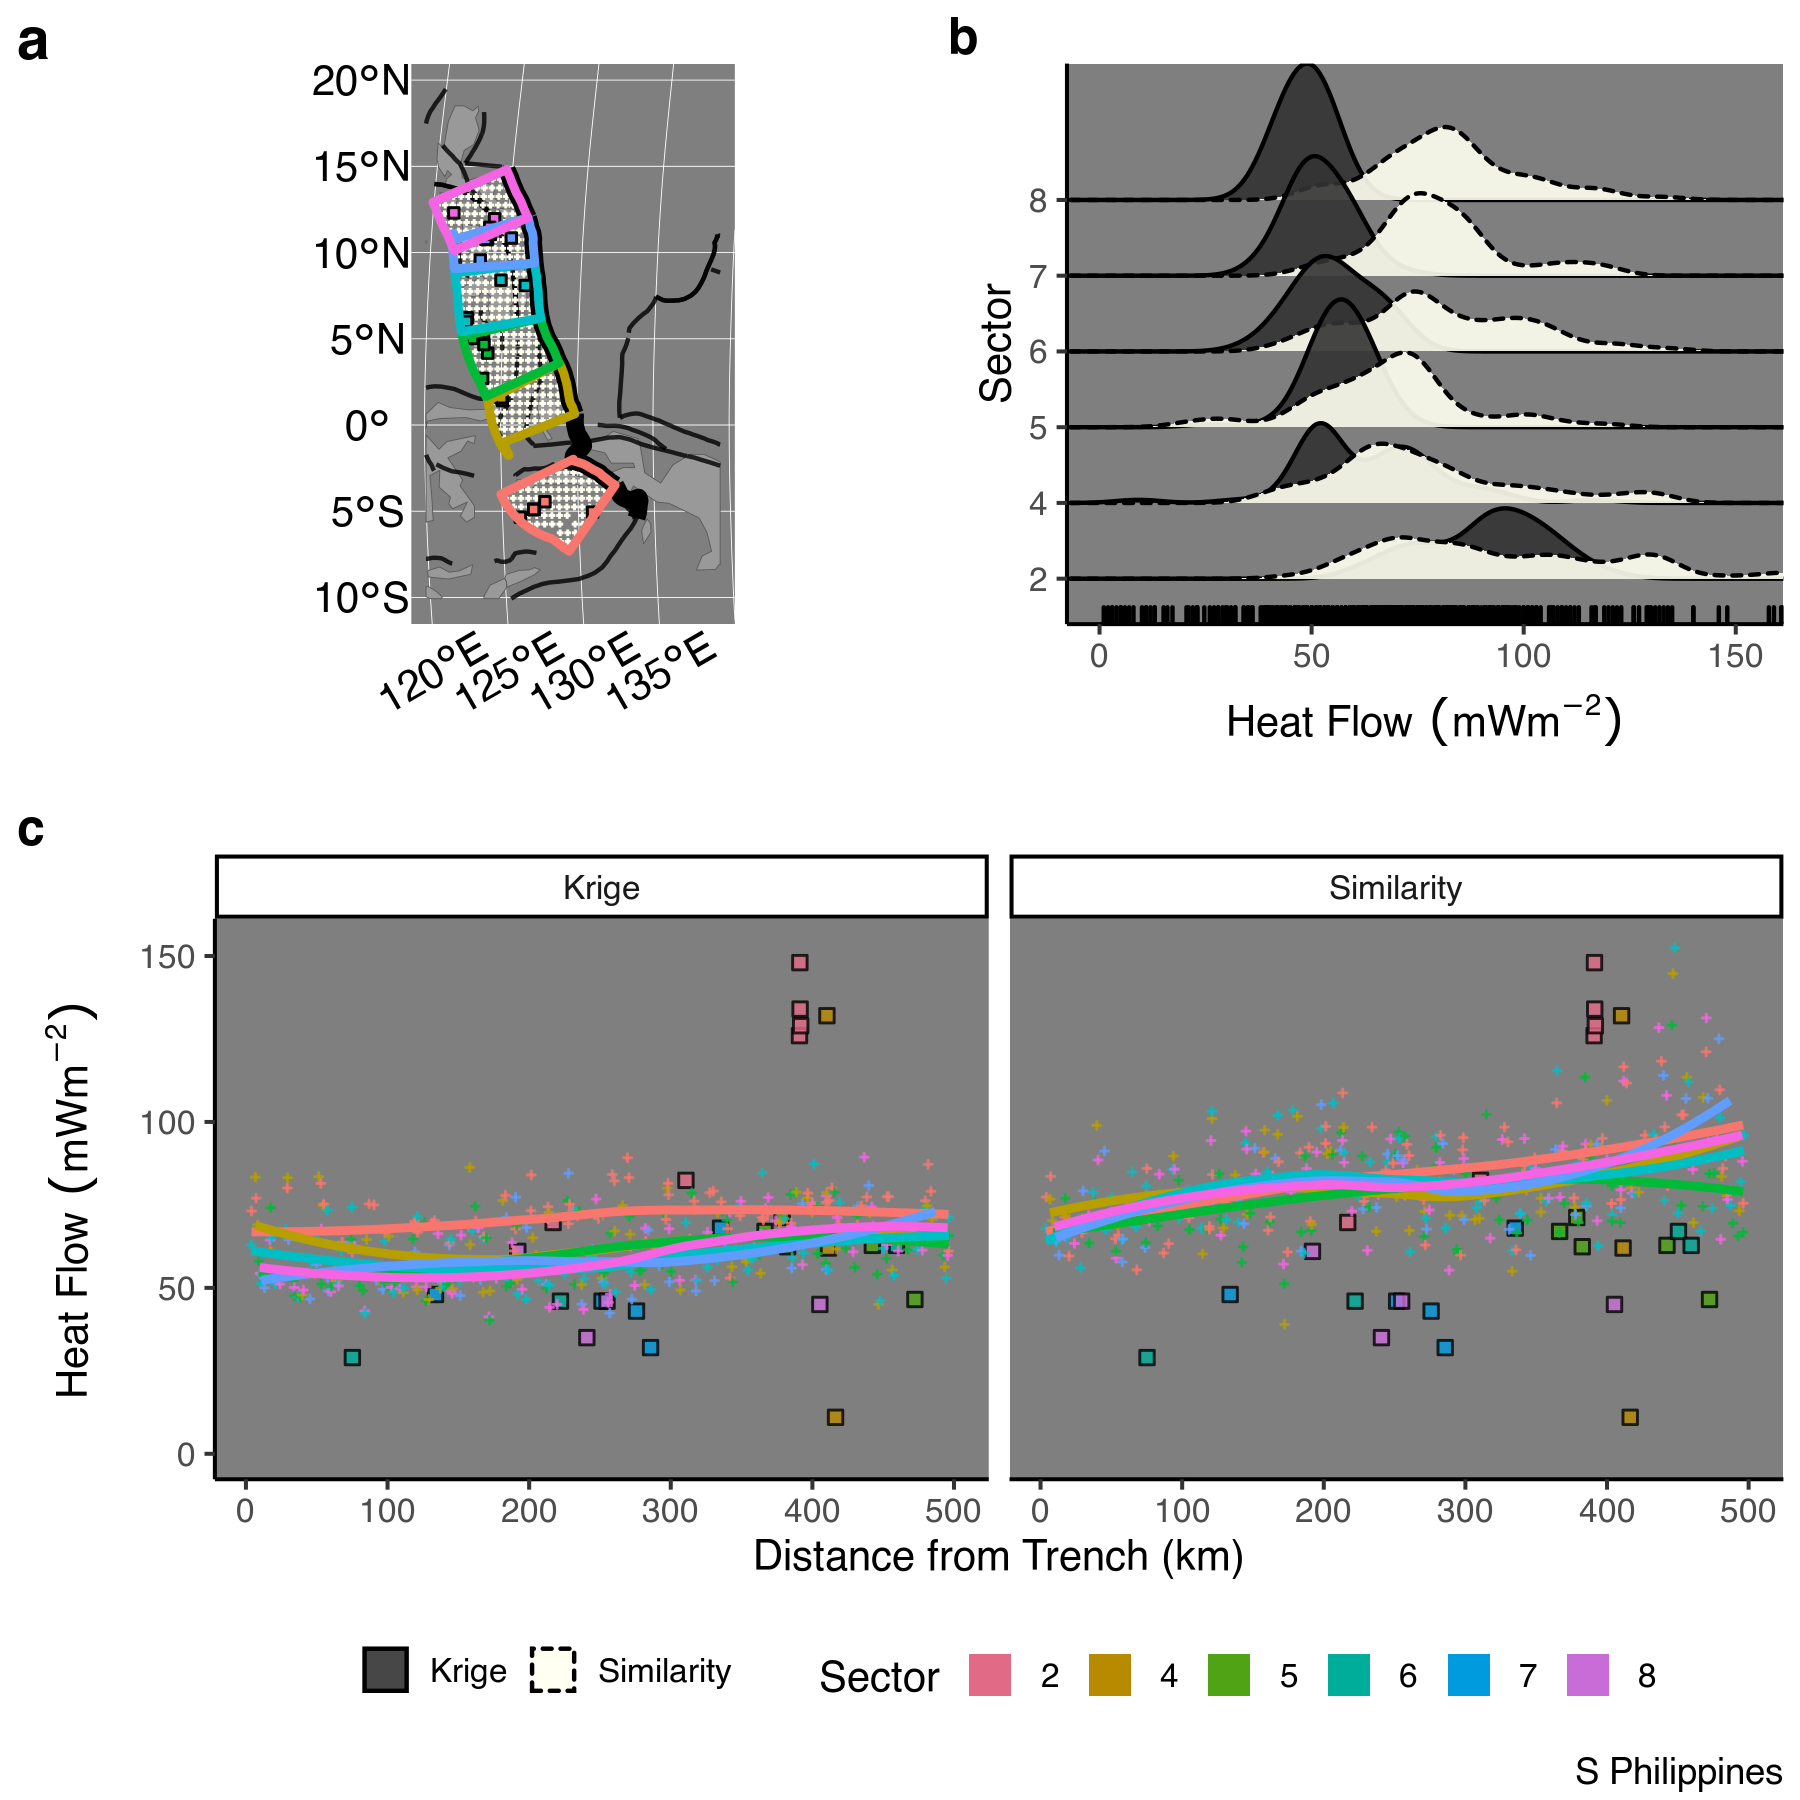 a
20°N
15°N
10°N
5°N
0°
5°S
10°S
120°E
125°E
130°E
135°E
b
Sector
8
7
6
5
4
2
0
50
100
150
Heat Flow (mWm−2)
c
Krige
Similarity
Heat Flow (mWm−2)
150
100
50
0
0
100
200
300
400
500
0
100
200
300
400
500
Distance from Trench (km)
Krige
Similarity
Sector
2
4
5
6
7
8
S Philippines